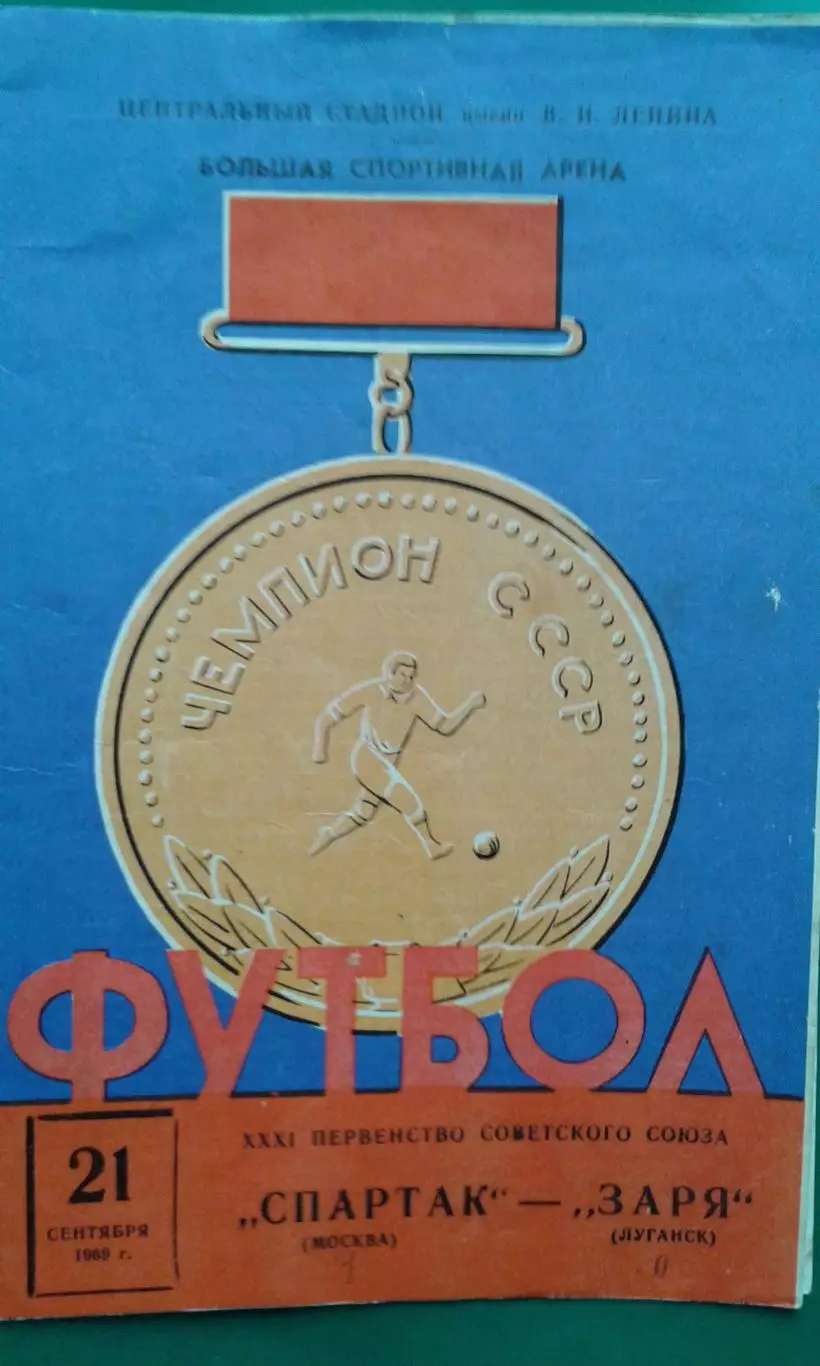 ЦЕНТРАЛЬНЫЙ СТАДИОН имени В. И. ЛЕНИНА
БОЛЬШАЯ СПОРТИВНАЯ АРЕНА
ЧЕМПИОН СССР
ФУТБОЛ
XXXI ПЕРВЕНСТВО СОВЕТСКОГО СОЮЗА
21
СЕНТЯБРЯ
1969 г.
„СПАРТАК“ — „ЗАРЯ“
(МОСКВА) (ЛУГАНСК)
1 0